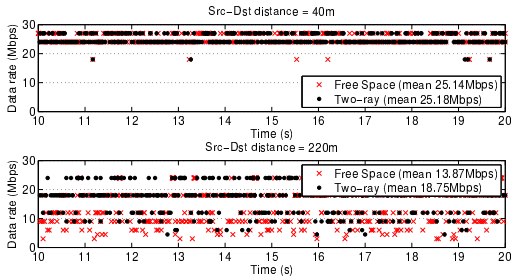 Src-Dst distance = 40m
Data rate (Mbps)
30
20
10
0
Free Space (mean 25.14Mbps)
Two-ray (mean 25.18Mbps)
10 11 12 13 14 15 16 17 18 19 20
Time (s)
Src-Dst distance = 220m
Data rate (Mbps)
30
20
10
0
Free Space (mean 13.87Mbps)
Two-ray (mean 18.75Mbps)
10 11 12 13 14 15 16 17 18 19 20
Time (s)